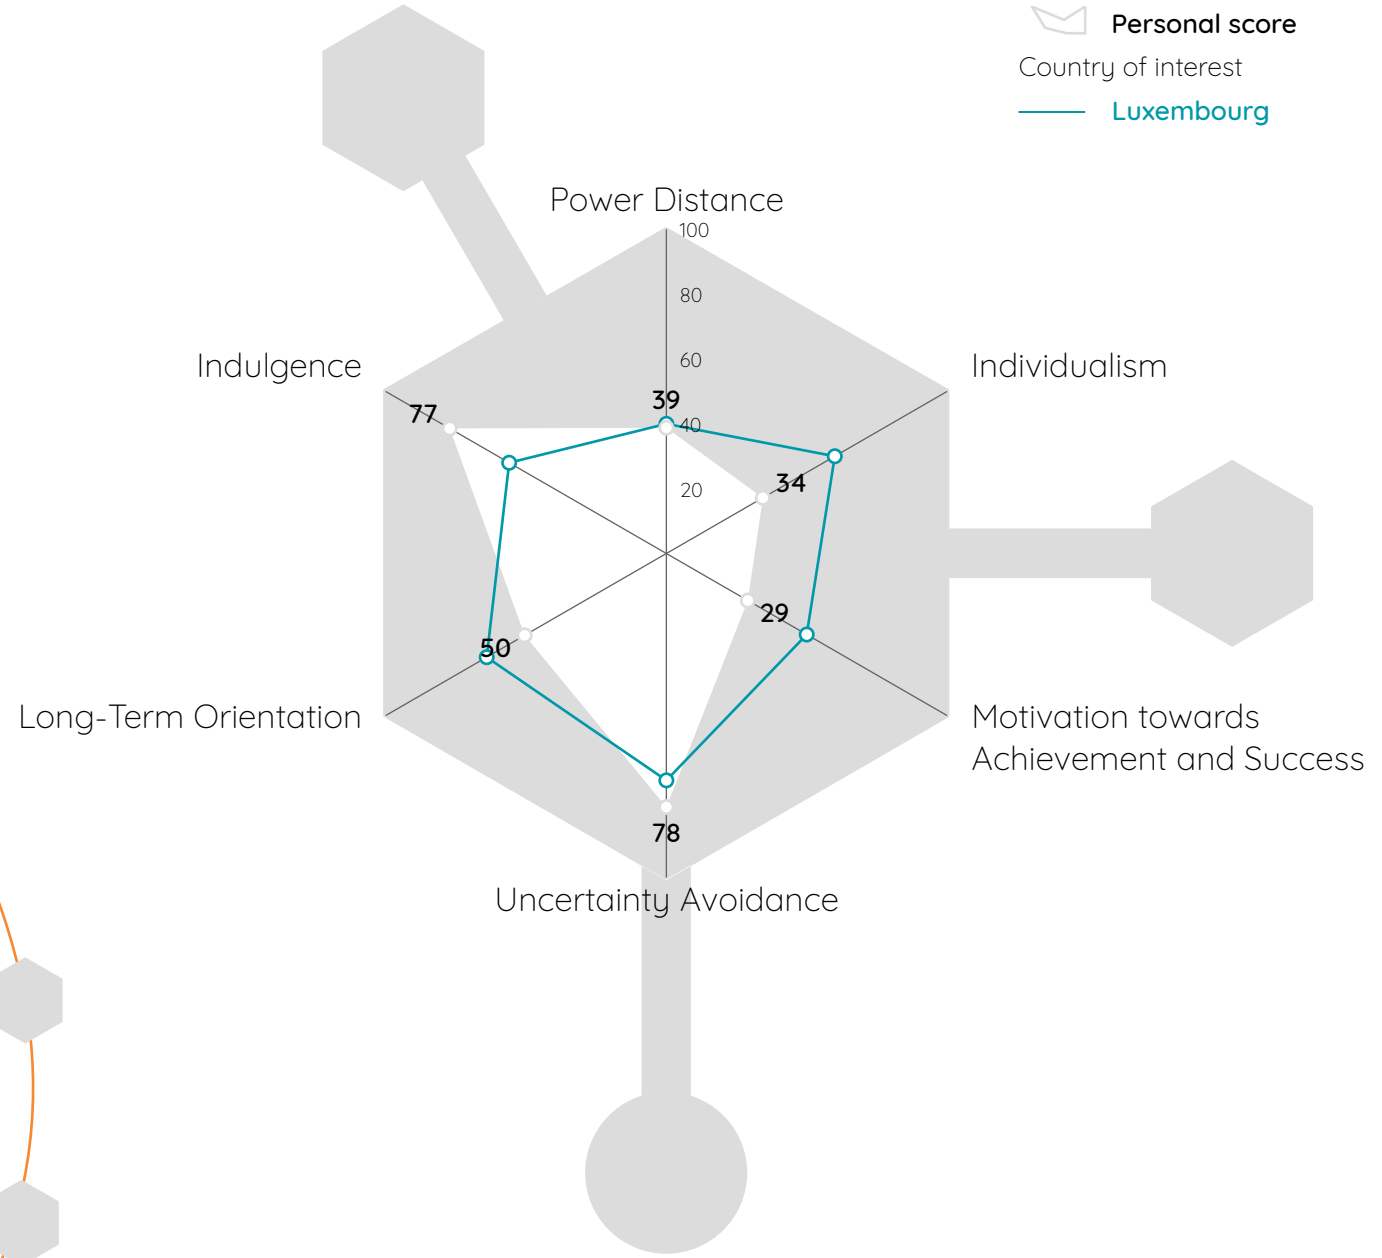 Personal score
Country of interest
Luxembourg
Power Distance
100
80
60
39
40
20
Indulgence
77
Individualism
34
29
50
Long-Term Orientation
Motivation towards
Achievement and Success
78
Uncertainty Avoidance